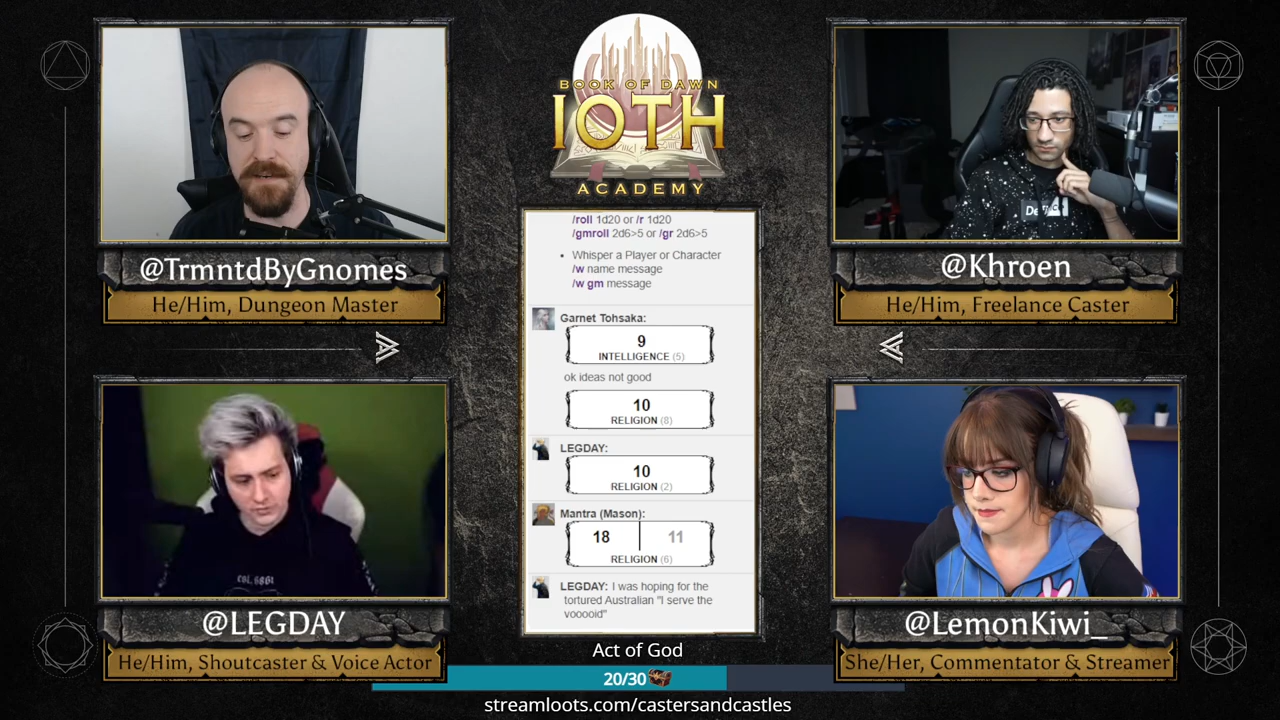 BOOK OF DAWN
IOTH
ACADEMY
@TrmntdByGnomes
He/Him, Dungeon Master
@Khroen
He/Him, Freelance Caster
/roll 1d20 or /r 1d20
/gmroll 2d6>5 or /gr 2d6>5
• Whisper a Player or Character
/w name message
/w gm message
Garnet Tohsaka:
9
INTELLIGENCE (5)
ok ideas not good
10
RELIGION (8)
LEGDAY:
10
RELIGION (2)
Mantra (Mason):
18 11
RELIGION (6)
LEGDAY: I was hoping for the
tortured Australian "I serve the
vooooid"
@LEGDAY
He/Him, Shoutcaster & Voice Actor
@LemonKiwi_
She/Her, Commentator & Streamer
Act of God
20/30
streamloots.com/castersandcastles